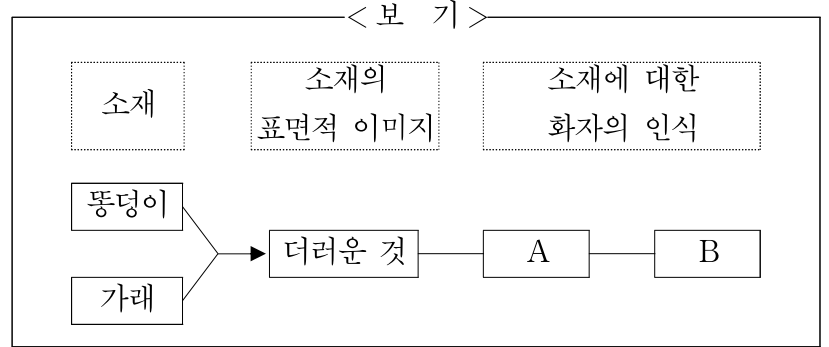 < 보 기 >
소재
소재의
표면적 이미지
소재에 대한
화자의 인식
똥덩이
더러운 것
A
B
가래